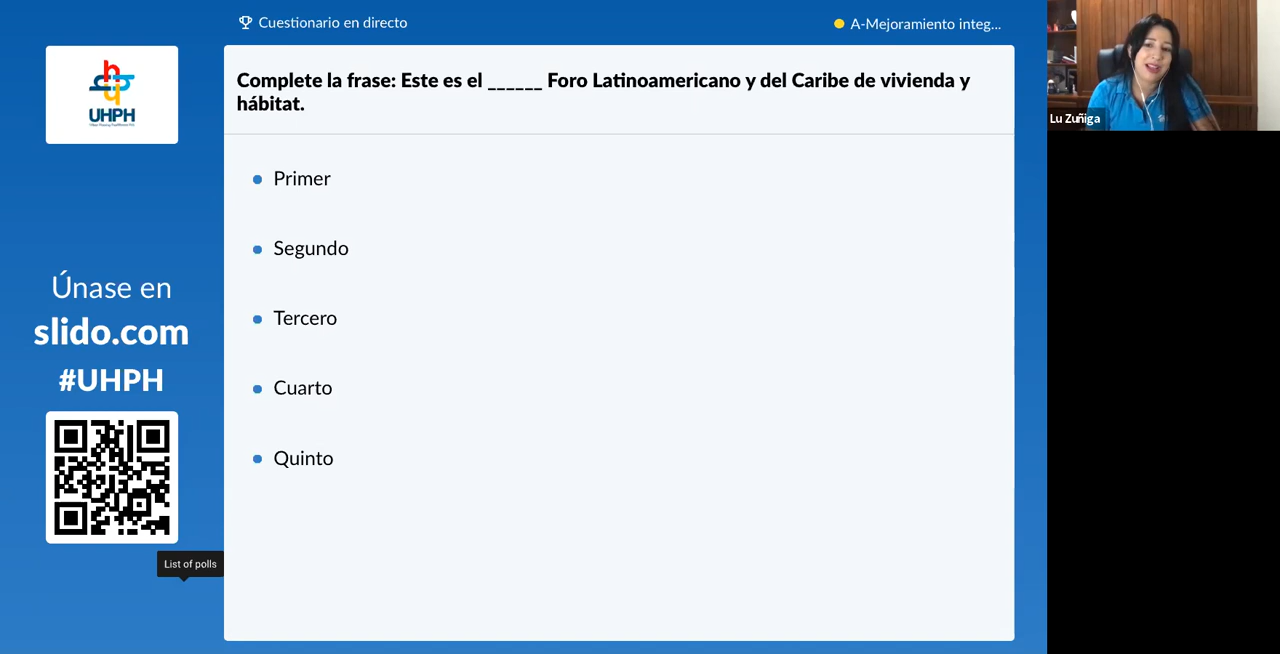 Cuestionario en directo
A-Mejoramiento integ...
UHPH
Complete la frase: Este es el ______ Foro Latinoamericano y del Caribe de vivienda y
hábitat.
Primer
Segundo
Tercero
Cuarto
Quinto
Únase en
slido.com
#UHPH
List of polls
Lu Zuñiga